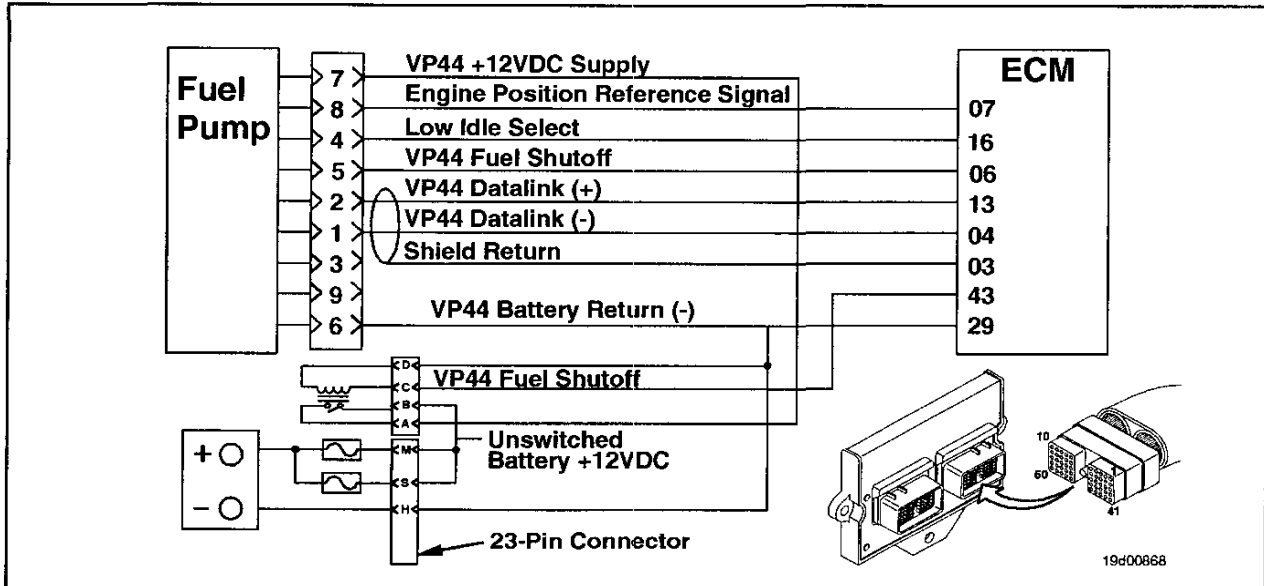 Fuel
Pump
7
8
4
5
2
1
3
9
6
VP44 +12VDC Supply
Engine Position Reference Signal
Low Idle Select
VP44 Fuel Shutoff
VP44 Datalink (+)
VP44 Datalink (-)
Shield Return
VP44 Battery Return (-)
ECM
07
16
06
13
04
03
43
29
D
C
B
A
VP44 Fuel Shutoff
+
-
M
S
H
Unswitched
Battery +12VDC
23-Pin Connector
10
50
1
41
19d00868